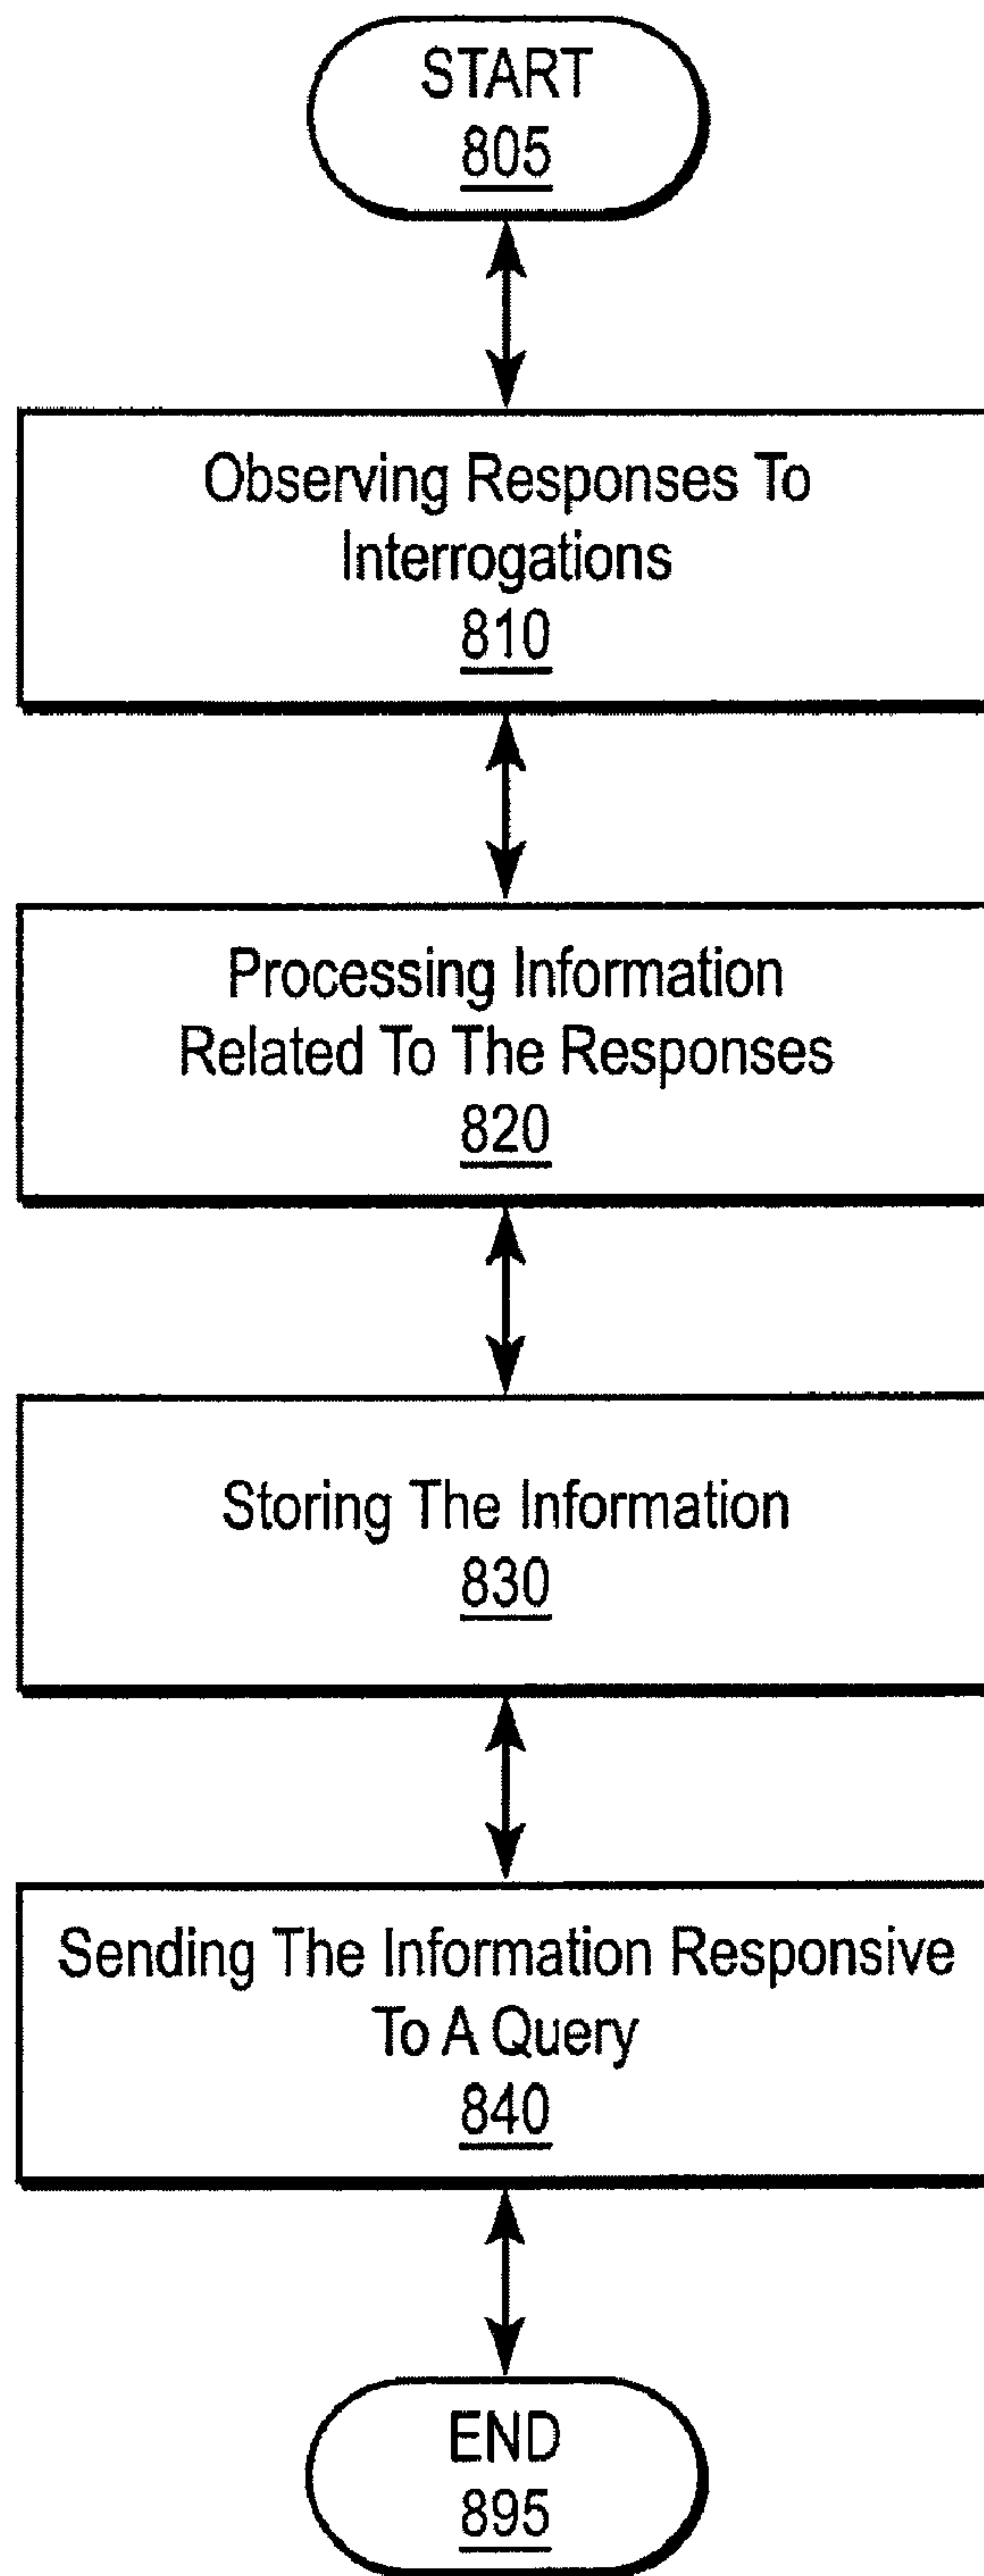 START
805
Observing Responses To
Interrogations
810
Processing Information
Related To The Responses
820
Storing The Information
830
Sending The Information Responsive
To A Query
840
END
895